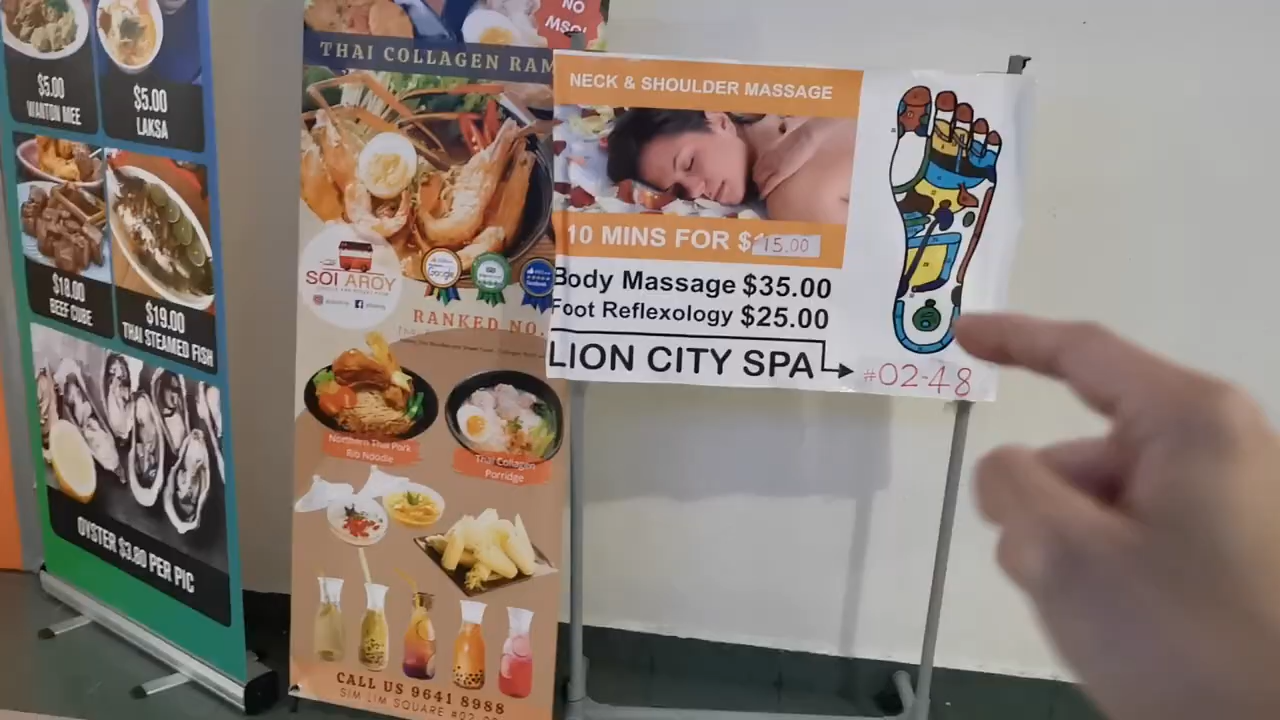 $5.00
WANTON MEE
$5.00
LAKSA
$18.00
BEEF CUBE
$19.00
THAI STEAMED FISH
OYSTER $3.80 PER PIC
NO
MSG!
THAI COLLAGEN RAM
SOI AROY
Google
RANKED NO.
Northern Thai Pork
Rib Noodle
Thai Collagen
Porridge
CALL US 9641 8988
SIM LIM SQUARE #02
NECK & SHOULDER MASSAGE
10 MINS FOR $15.00
Body Massage $35.00
Foot Reflexology $25.00
LION CITY SPA
#02-48